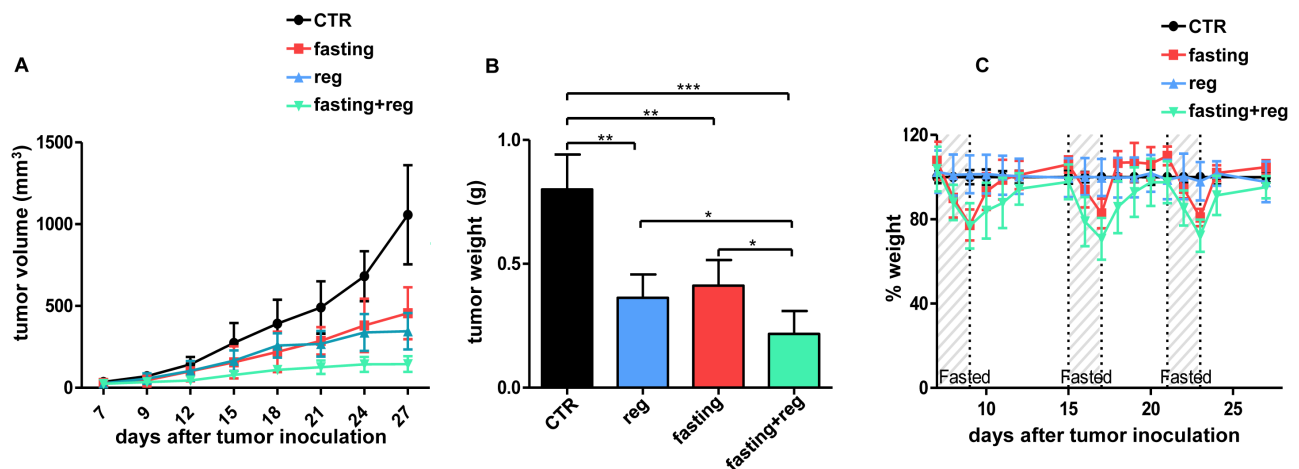 A
CTR
fasting
reg
fasting+reg
tumor volume (mm³)
1500
1000
500
0
7
9
12
15
18
21
24
27
days after tumor inoculation
B
***
**
**
*
*
tumor weight (g)
1.0
0.5
0.0
CTR
reg
fasting
fasting+reg
C
CTR
fasting
reg
fasting+reg
% weight
120
80
40
0
Fasted
Fasted
Fasted
10
15
20
25
days after tumor inoculation